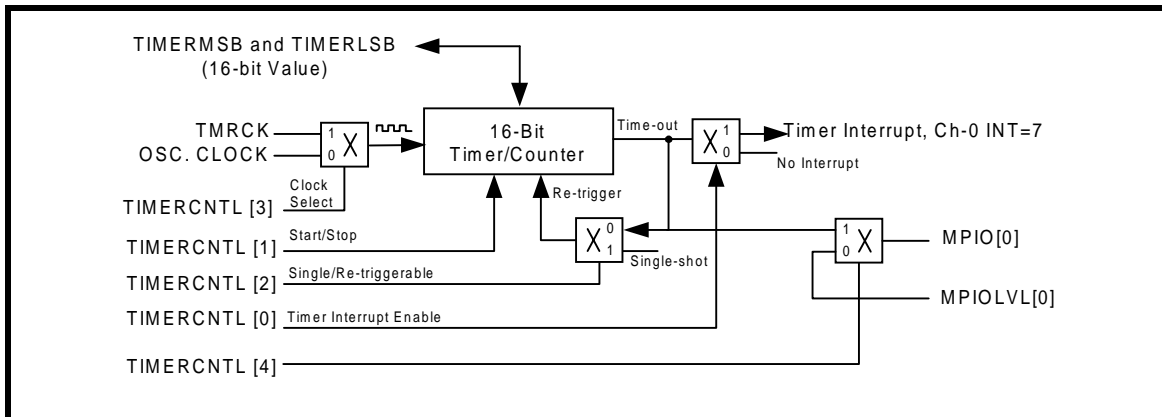 TIMERMSB and TIMERLSB
(16-bit Value)
TMRCK
OSC. CLOCK
1
0
X
16-Bit
Timer/Counter
Time-out
X
1
0
Timer Interrupt, Ch-0 INT=7
No Interrupt
Clock
Select
TIMERCNTL [3]
Re-trigger
TIMERCNTL [1]
Start/Stop
X
0
1
Single-shot
1
0
X
MPIO[0]
TIMERCNTL [2]
Single/Re-triggerable
MPIOLVL[0]
TIMERCNTL [0]
Timer Interrupt Enable
TIMERCNTL [4]